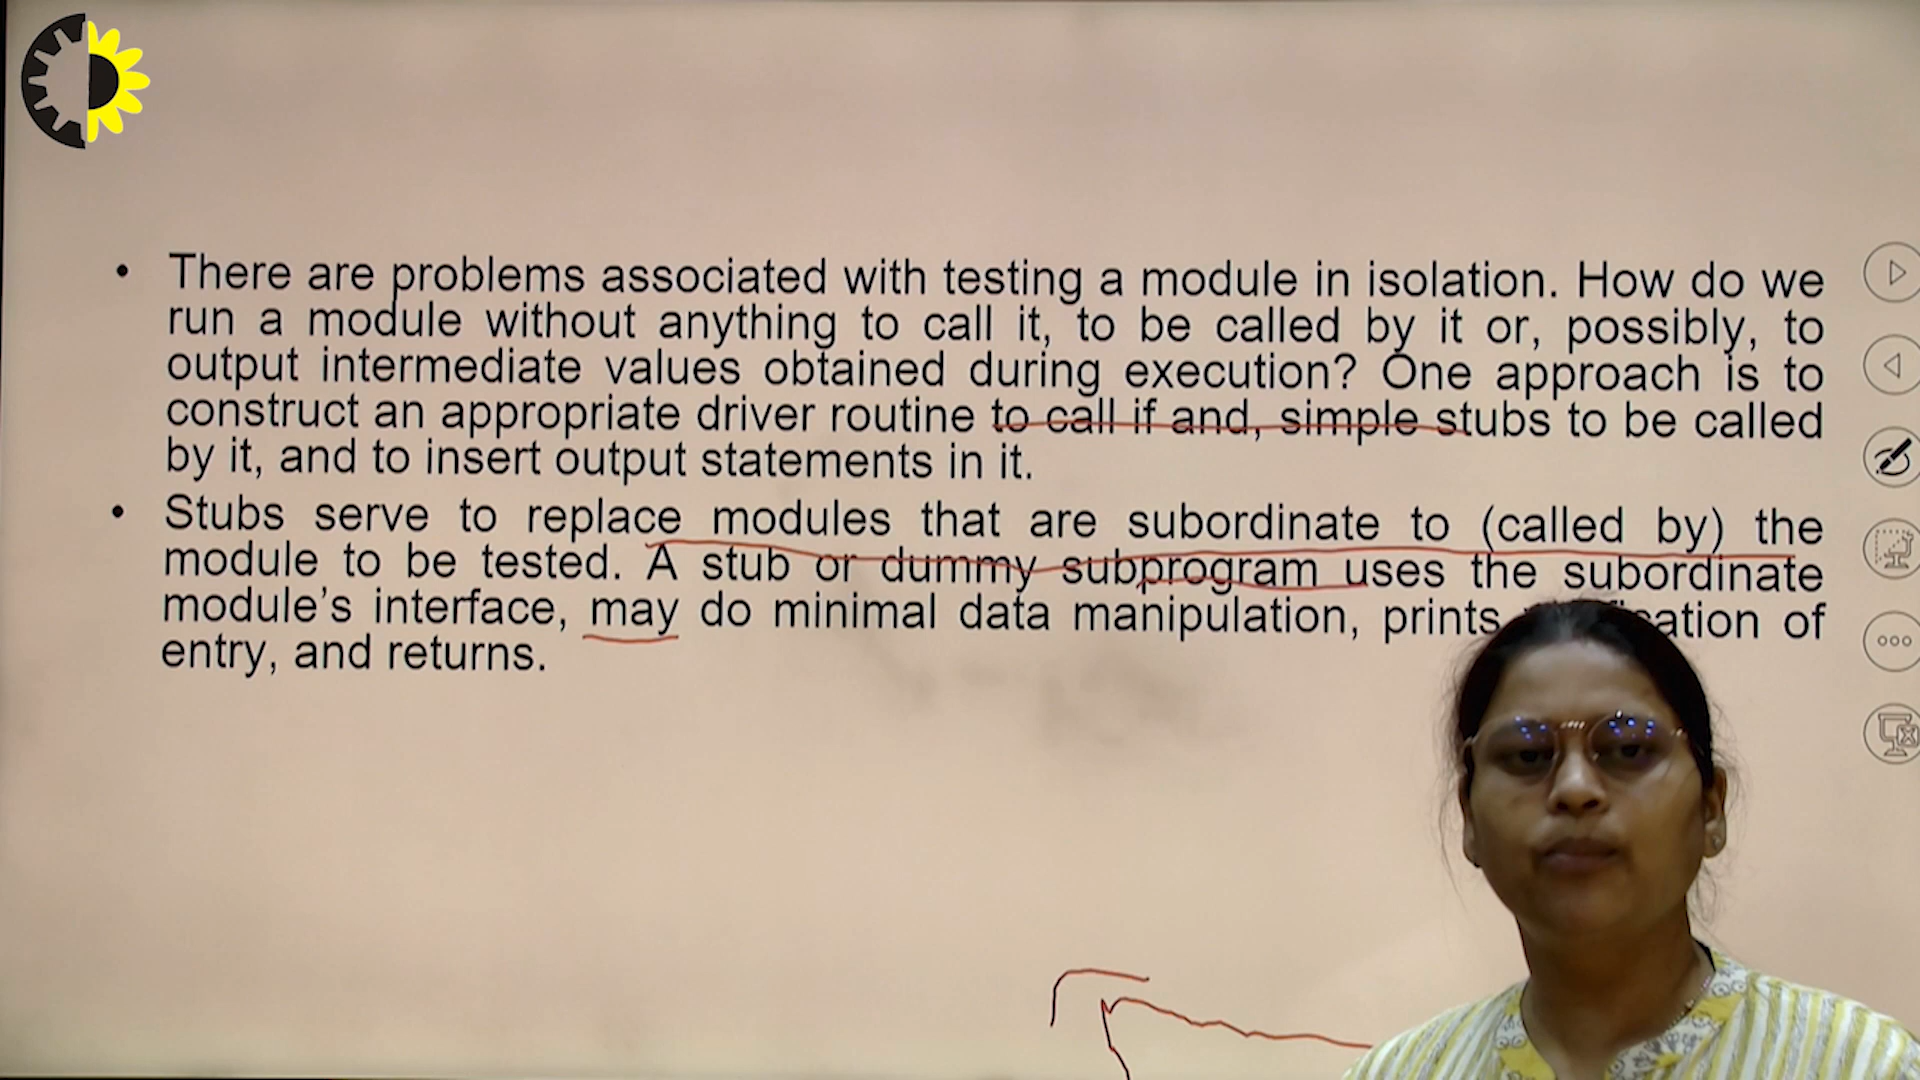 • There are problems associated with testing a module in isolation. How do we
run a module without anything to call it, to be called by it or, possibly, to
output intermediate values obtained during execution? One approach is to
construct an appropriate driver routine to call if and, simple stubs to be called
by it, and to insert output statements in it.
• Stubs serve to replace modules that are subordinate to (called by) the
module to be tested. A stub or dummy subprogram uses the subordinate
module's interface, may do minimal data manipulation, prints of
entry, and returns.